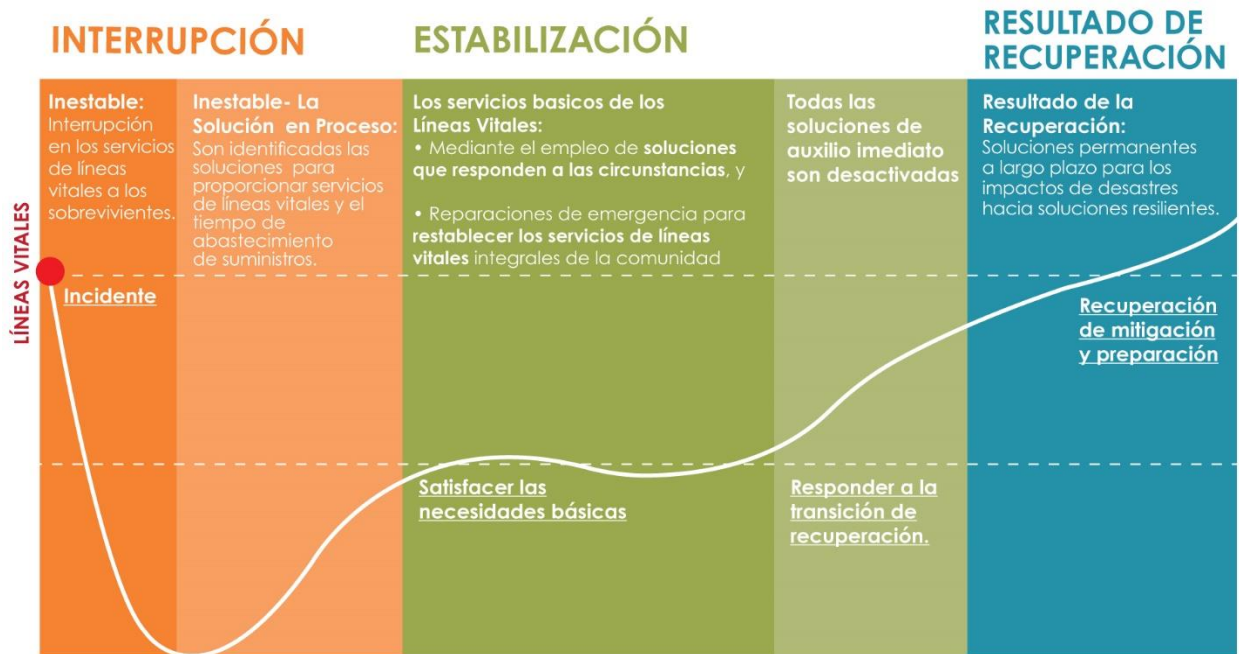 INTERRUPCIÓN
ESTABILIZACIÓN
RESULTADO DE
RECUPERACIÓN
LÍNEAS VITALES
Inestable:
Interrupción
en los servicios
de líneas
vitales a los
sobrevivientes.
Incidente
Inestable- La
Solución en Proceso:
Son identificadas las
soluciones para
proporcionar servicios
de líneas vitales y el
tiempo de
abastecimiento
de suministros.
Los servicios basicos de los
Líneas Vitales:
• Mediante el empleo de soluciones
que responden a las circunstancias, y
• Reparaciones de emergencia para
restablecer los servicios de líneas
vitales integrales de la comunidad
Satisfacer las
necesidades básicas
Todas las
soluciones de
auxilio imediato
son desactivadas
Responder a la
transición de
recuperación.
Resultado de la
Recuperación:
Soluciones permanentes
a largo plazo para los
impactos de desastres
hacia soluciones resilientes.
Recuperación
de mitigación
y preparación